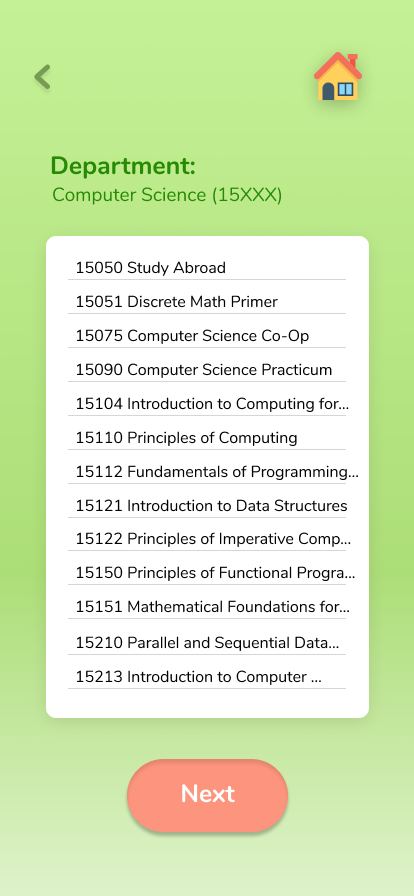 Department:
Computer Science (15XXX)
15050 Study Abroad
15051 Discrete Math Primer
15075 Computer Science Co-Op
15090 Computer Science Practicum
15104 Introduction to Computing for...
15110 Principles of Computing
15112 Fundamentals of Programming...
15121 Introduction to Data Structures
15122 Principles of Imperative Comp...
15150 Principles of Functional Progra...
15151 Mathematical Foundations for...
15210 Parallel and Sequential Data...
15213 Introduction to Computer ...
Next